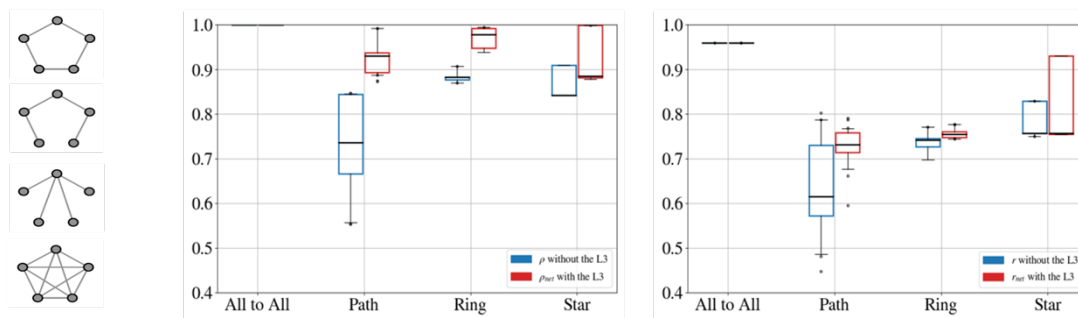 1.0
0.9
0.8
0.7
0.6
0.5
0.4
All to All
Path
Ring
Star
ρ without the L3
ρnet with the L3
1.0
0.9
0.8
0.7
0.6
0.5
0.4
All to All
Path
Ring
Star
r without the L3
rnet with the L3